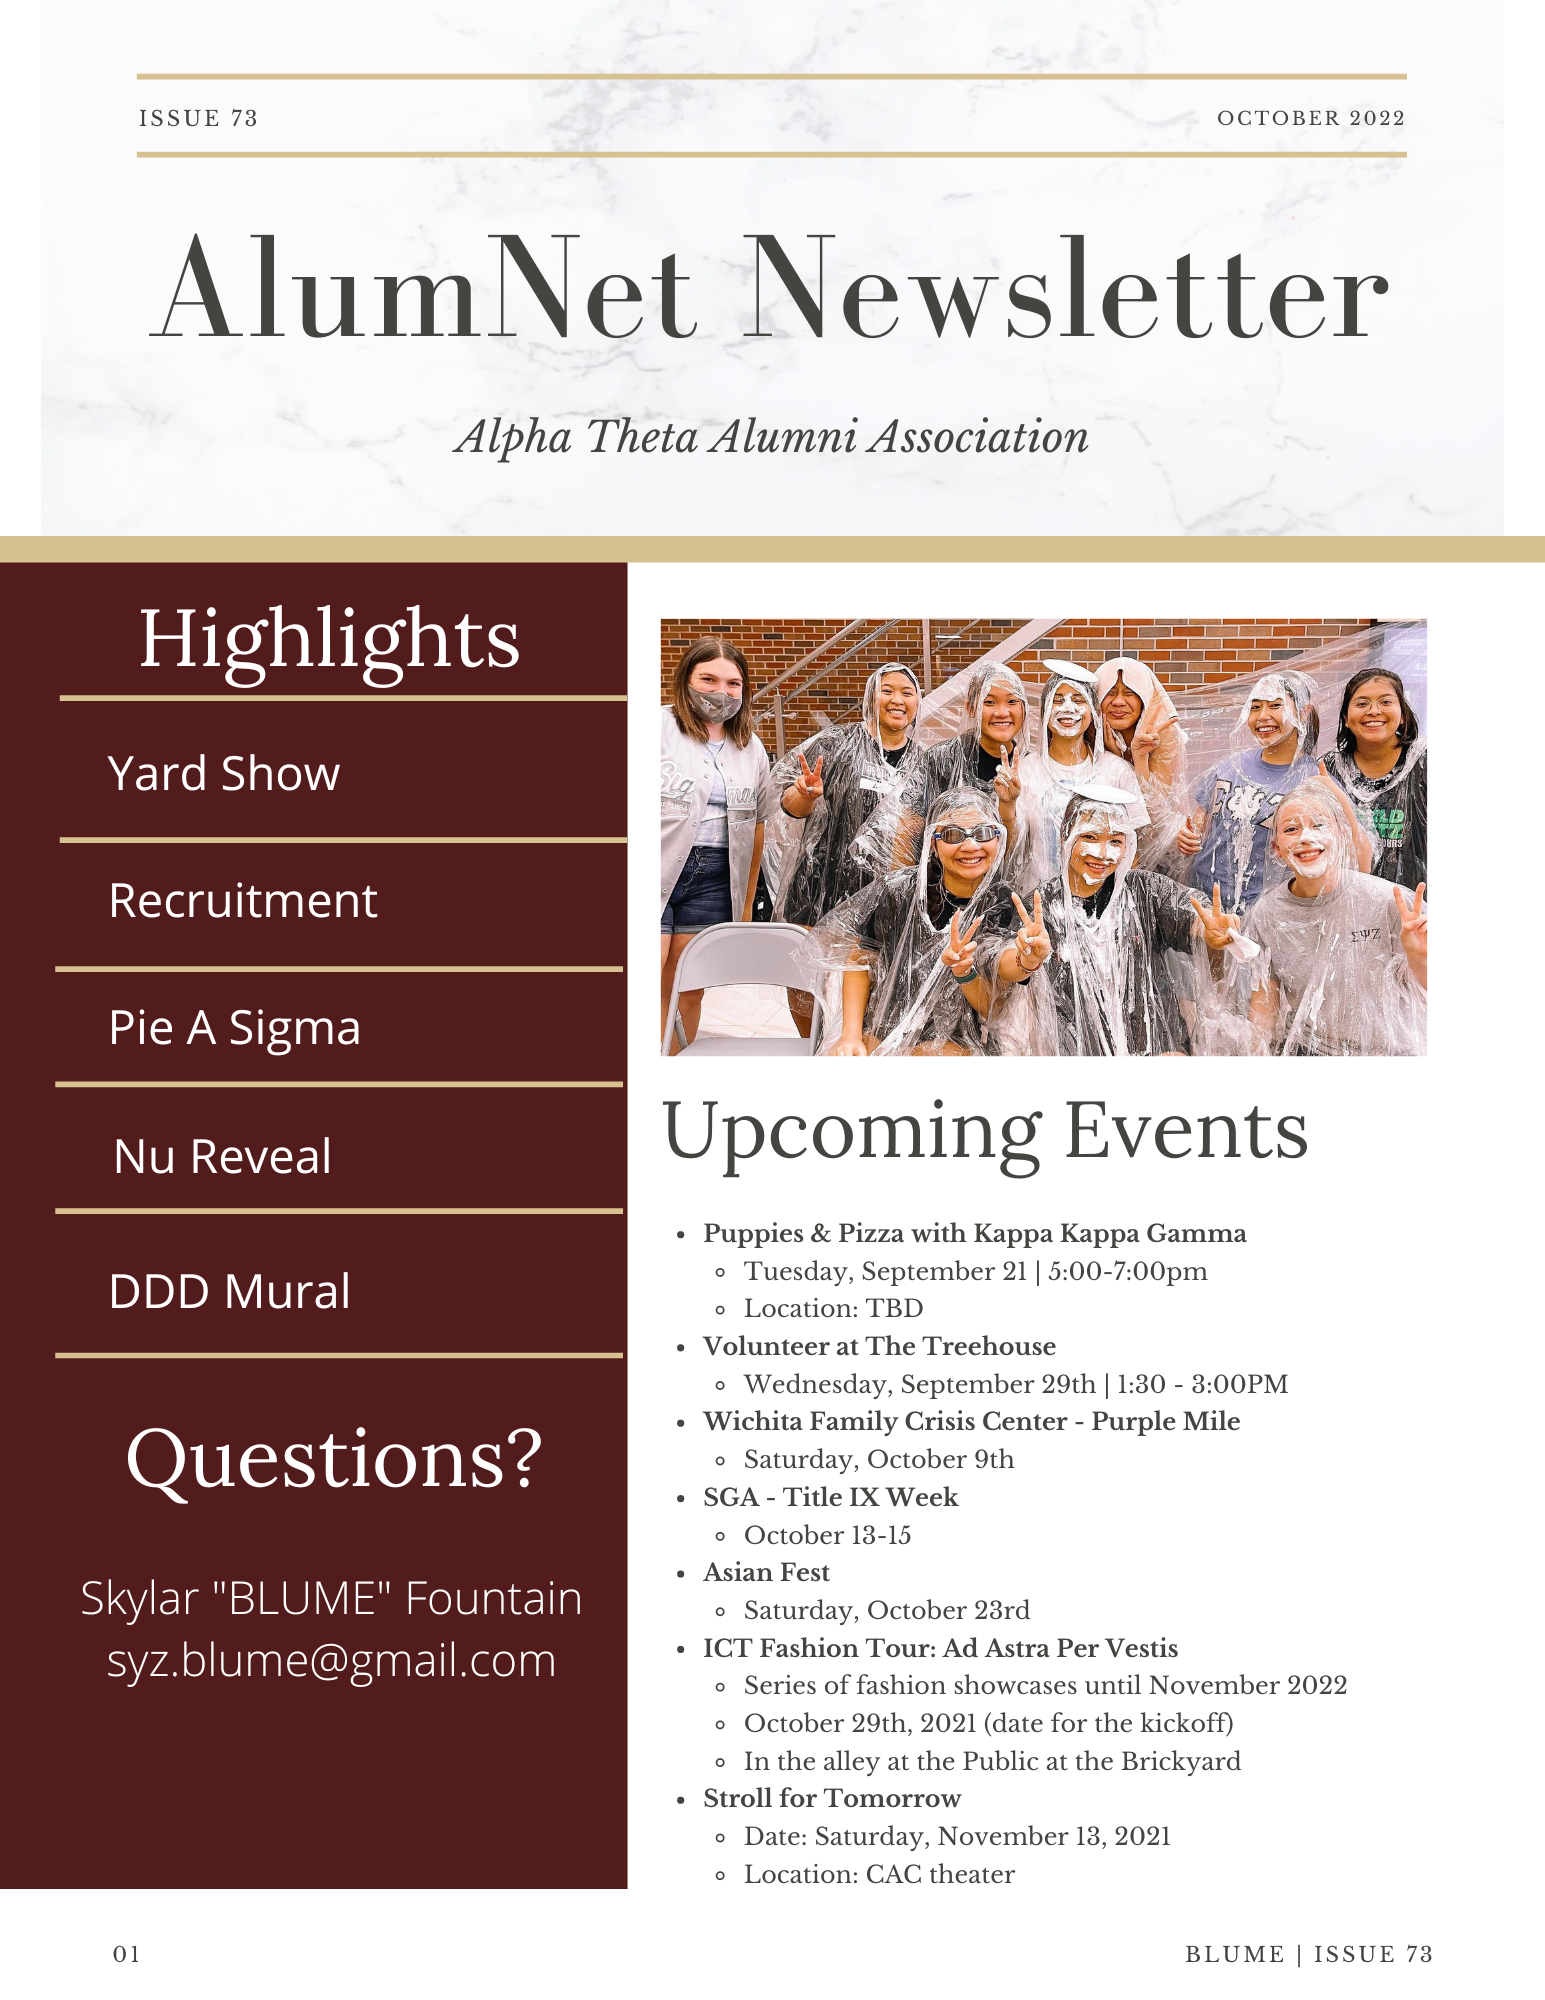 ISSUE 73
OCTOBER 2022
AlumNet Newsletter
Alpha Theta Alumni Association
Highlights
Yard Show
Recruitment
Pie A Sigma
Nu Reveal
DDD Mural
Questions?
Skylar "BLUME" Fountain
syz.blume@gmail.com
ΣΨΖ
Upcoming Events
• Puppies & Pizza with Kappa Kappa Gamma
◦ Tuesday, September 21 | 5:00-7:00pm
◦ Location: TBD
• Volunteer at The Treehouse
◦ Wednesday, September 29th | 1:30 - 3:00PM
• Wichita Family Crisis Center - Purple Mile
◦ Saturday, October 9th
• SGA - Title IX Week
◦ October 13-15
• Asian Fest
◦ Saturday, October 23rd
• ICT Fashion Tour: Ad Astra Per Vestis
◦ Series of fashion showcases until November 2022
◦ October 29th, 2021 (date for the kickoff)
◦ In the alley at the Public at the Brickyard
• Stroll for Tomorrow
◦ Date: Saturday, November 13, 2021
◦ Location: CAC theater
01
BLUME | ISSUE 73